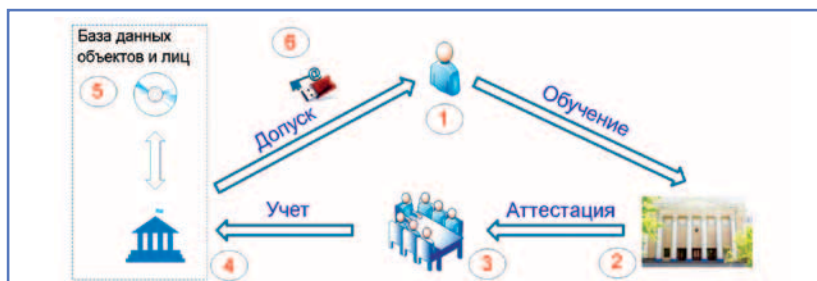 База данных
объектов и лиц
5
6
Допуск
1
Обучение
Учет
Аттестация
4
3
2